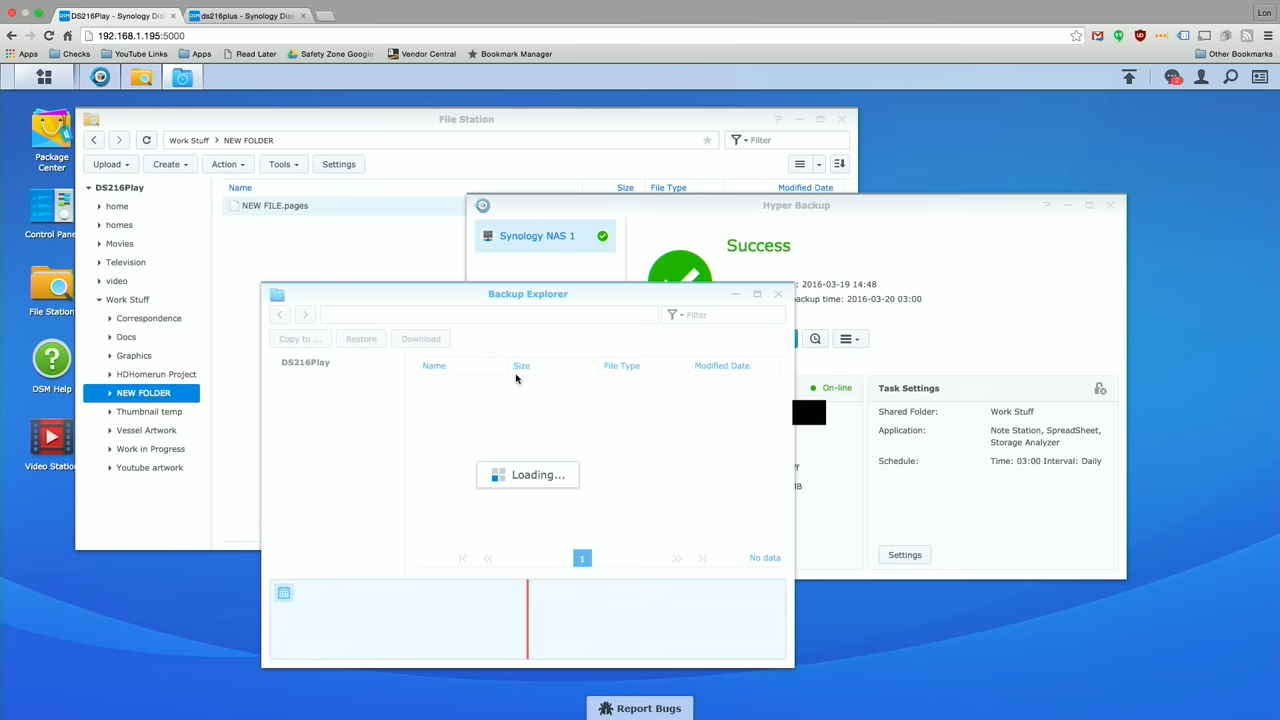 DS216Play - Synology Disk
ds216plus - Synology Disk
Lon
192.168.1.195:5000
Apps
Checks
YouTube Links
Apps
Read Later
Safety Zone Google
Vendor Central
Bookmark Manager
Other Bookmarks
2
Package
Center
Control Pane
File Station
DSM Help
Video Station
File Station
Work Stuff
NEW FOLDER
Filter
Upload
Create
Action
Tools
Settings
DS216Play
home
homes
Movies
Television
video
Work Stuff
Correspondence
Docs
Graphics
HDHomerun Project
NEW FOLDER
Thumbnail temp
Vessel Artwork
Work in Progress
Youtube artwork
Name
Size
File Type
Modified Date
NEW FILE.pages
Hyper Backup
Synology NAS 1
Success
: 2016-03-19 14:48
ackup time: 2016-03-20 03:00
On-line
Task Settings
Shared Folder:
Work Stuff
Application:
Note Station, SpreadSheet,
Storage Analyzer
Schedule:
Time: 03:00 Interval: Daily
Settings
Backup Explorer
Filter
Copy to ...
Restore
Download
DS216Play
Name
Size
File Type
Modified Date
Loading...
1
No data
Report Bugs